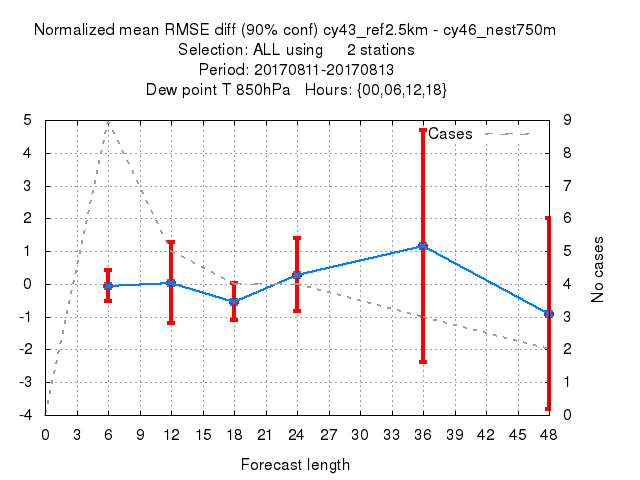 Normalized mean RMSE diff (90% conf) cy43_ref2.5km - cy46_nest750m
Selection: ALL using 2 stations
Period: 20170811-20170813
Dew point T 850hPa Hours: {00,06,12,18}
Cases
5
4
3
2
1
0
-1
-2
-3
-4
9
8
7
6
5
4
3
2
1
0
No cases
0 3 6 9 12 15 18 21 24 27 30 33 36 39 42 45 48
Forecast length